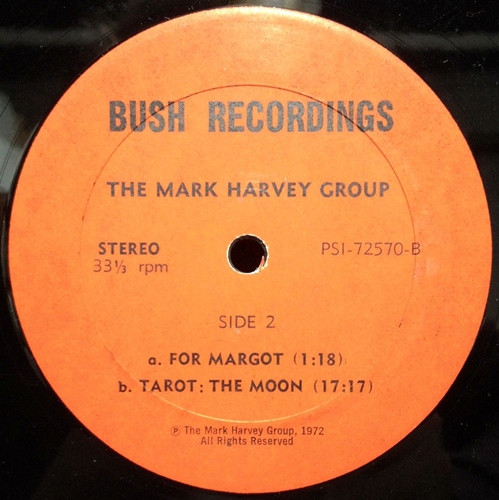 BUSH RECORDINGS
THE MARK HARVEY GROUP
STEREO
33⅓ rpm
PSI-72570-B
SIDE 2
a. FOR MARGOT (1:18)
b. TAROT: THE MOON (17:17)
℗ The Mark Harvey Group, 1972
All Rights Reserved